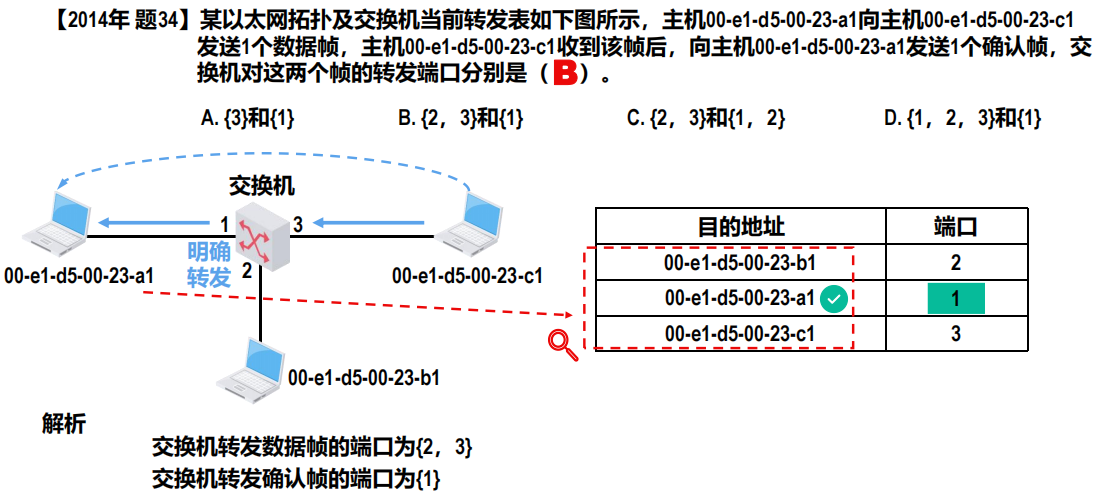 【2014年 题34】某以太网拓扑及交换机当前转发表如下图所示，主机00-e1-d5-00-23-a1向主机00-e1-d5-00-23-c1
发送1个数据帧，主机00-e1-d5-00-23-c1收到该帧后，向主机00-e1-d5-00-23-a1发送1个确认帧，交
换机对这两个帧的转发端口分别是（B）。
A. {3}和{1} B. {2，3}和{1} C. {2，3}和{1，2} D. {1，2，3}和{1}
交换机
1
3
明确
转发
2
00-e1-d5-00-23-a1
00-e1-d5-00-23-c1
00-e1-d5-00-23-b1
目的地址 端口
00-e1-d5-00-23-b1 2
00-e1-d5-00-23-a1 1
00-e1-d5-00-23-c1 3
解析
交换机转发数据帧的端口为{2，3}
交换机转发确认帧的端口为{1}